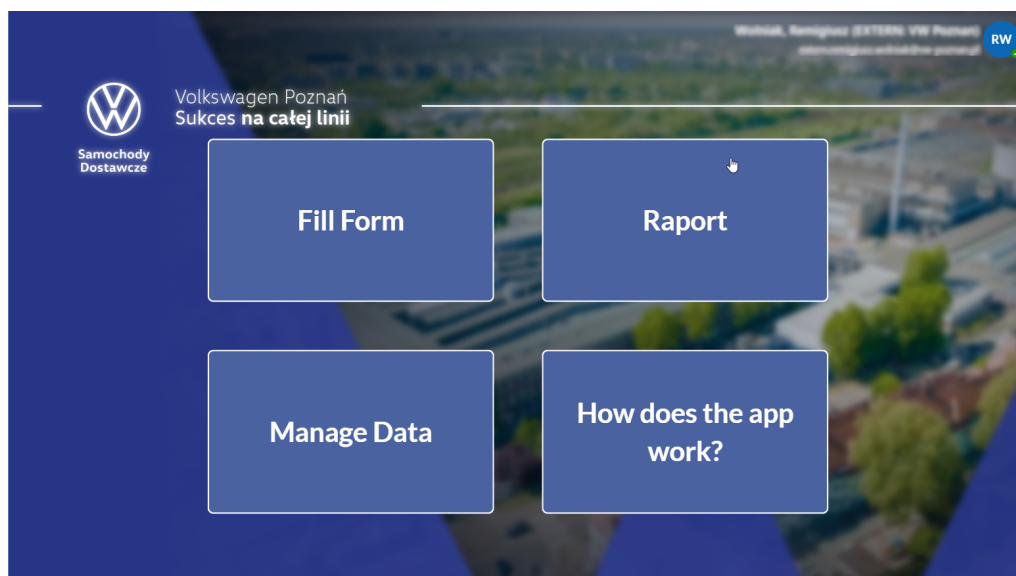 RW
Volkswagen Poznań
Sukces na całej linii
Samochody
Dostawcze
Fill Form
Raport
Manage Data
How does the app
work?